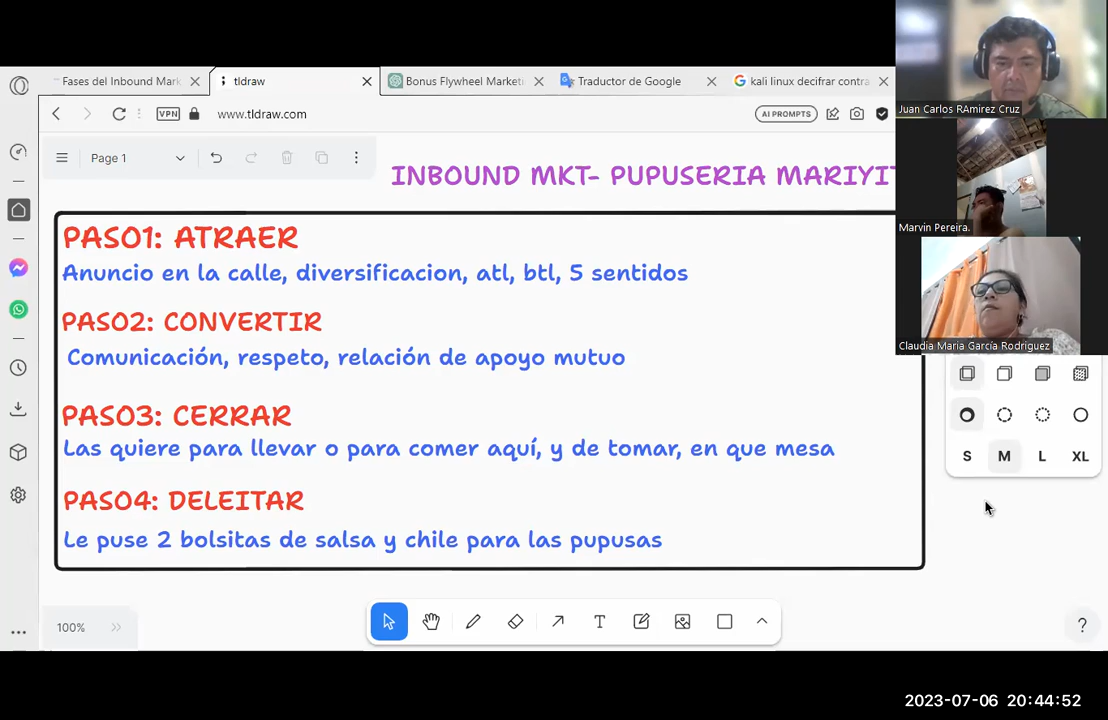 Fases del Inbound Mark
tldraw
Bonus Flywheel Market
Traductor de Google
kali linux decifrar contra
VPN
www.tldraw.com
AI PROMPTS
Page 1
INBOUND MKT- PUPUSERIA MARIYIT
PASO1: ATRAER
Anuncio en la calle, diversificacion, atl, btl, 5 sentidos
PASO2: CONVERTIR
Comunicación, respeto, relación de apoyo mutuo
PASO3: CERRAR
Las quiere para llevar o para comer aquí, y de tomar, en que mesa
PASO4: DELEITAR
Le puse 2 bolsitas de salsa y chile para las pupusas
Juan Carlos RAmirez Cruz
Marvin Pereira.
Claudia Maria García Rodriguez
S M L XL
100%
2023-07-06 20:44:52